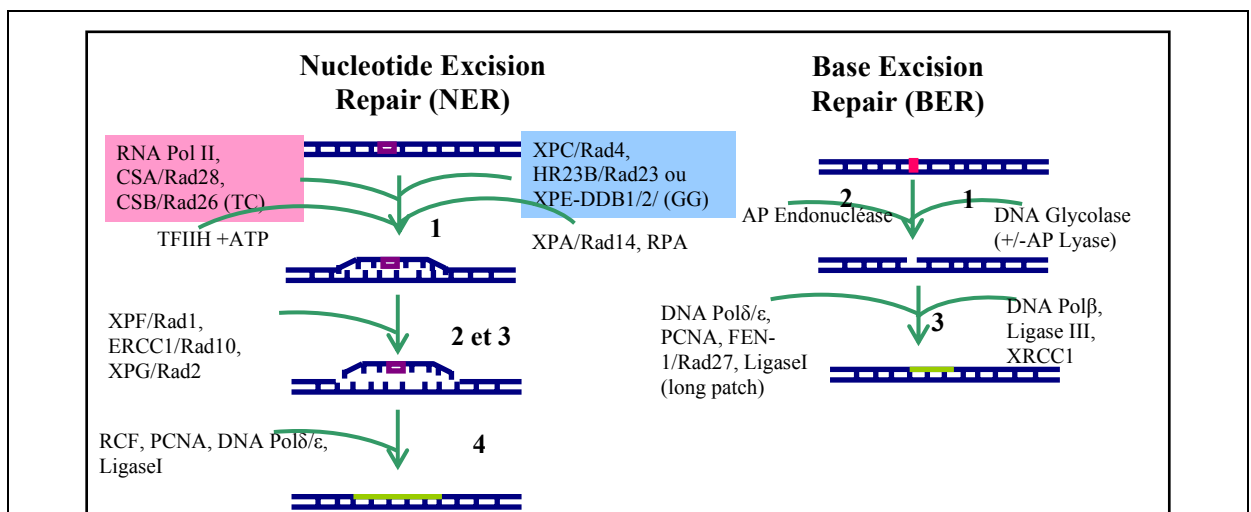 Nucleotide Excision
Repair (NER)
RNA Pol II,
CSA/Rad28,
CSB/Rad26 (TC)
XPC/Rad4,
HR23B/Rad23 ou
XPE-DDB1/2/ (GG)
TFIIH +ATP
1
XPA/Rad14, RPA
XPF/Rad1,
ERCC1/Rad10,
XPG/Rad2
2 et 3
RCF, PCNA, DNA Polδ/ε,
LigaseI
4
Base Excision
Repair (BER)
2
1
AP Endonucléase
DNA Glycolase
(+/-AP Lyase)
DNA Polδ/ε,
PCNA, FEN-
1/Rad27, LigaseI
(long patch)
3
DNA Polβ,
Ligase III,
XRCC1